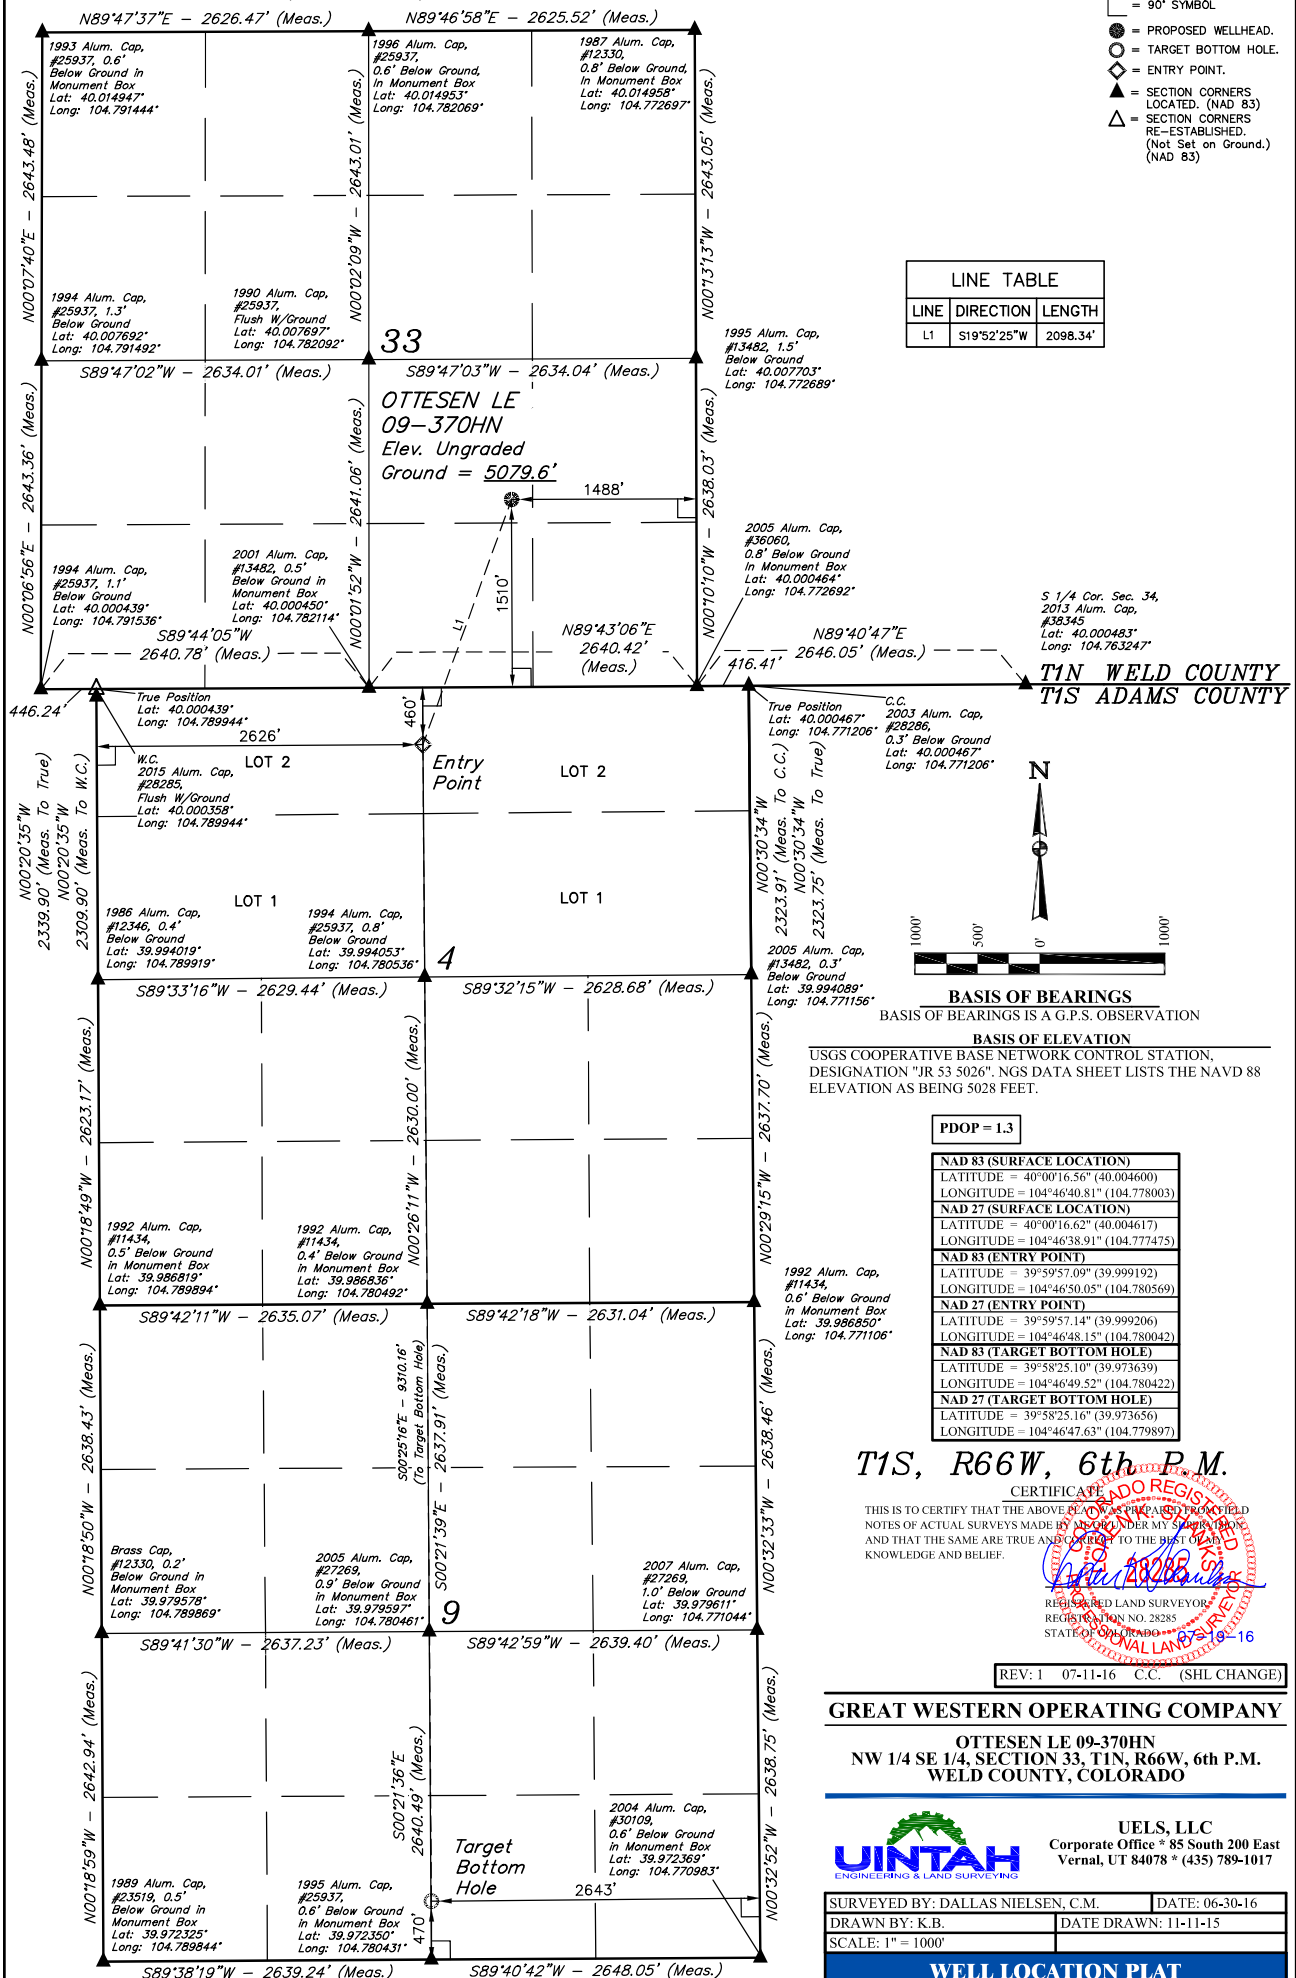 N89°47'37"E - 2626.47' (Meas.)
N89°46'58"E - 2625.52' (Meas.)
= 90° SYMBOL
= PROPOSED WELLHEAD.
= TARGET BOTTOM HOLE.
= ENTRY POINT.
= SECTION CORNERS
LOCATED. (NAD 83)
= SECTION CORNERS
RE-ESTABLISHED.
(Not Set on Ground.)
(NAD 83)
1993 Alum. Cap,
#25937, 0.6'
Below Ground in
Monument Box
Lat: 40.014947°
Long: 104.791444°
1996 Alum. Cap,
#25937,
0.6' Below Ground,
In Monument Box
Lat: 40.014953°
Long: 104.782069°
1987 Alum. Cap,
#12330,
0.8' Below Ground,
In Monument Box
Lat: 40.014958°
Long: 104.772697°
N00°07'40"E - 2643.48' (Meas.)
N00°02'09"W - 2643.01' (Meas.)
N00°13'13"W - 2643.05' (Meas.)
LINE TABLE
LINE DIRECTION LENGTH
L1 S19°52'25"W 2098.34'
1994 Alum. Cap,
#25937, 1.3'
Below Ground
Lat: 40.007692°
Long: 104.791492°
1990 Alum. Cap,
#25937,
Flush W/Ground
Lat: 40.007697°
Long: 104.782092°
33
1995 Alum. Cap,
#13482, 1.5'
Below Ground
Lat: 40.007703°
Long: 104.772689°
S89°47'02"W - 2634.01' (Meas.)
S89°47'03"W - 2634.04' (Meas.)
OTTESEN LE
09-370HN
Elev. Ungraded
Ground = 5079.6'
1488'
1510'
L1
N00°06'56"E - 2643.36' (Meas.)
N00°01'52"W - 2641.06' (Meas.)
N00°10'10"W - 2638.03' (Meas.)
1994 Alum. Cap,
#25937, 1.1'
Below Ground
Lat: 40.000439°
Long: 104.791536°
2001 Alum. Cap,
#13482, 0.5'
Below Ground in
Monument Box
Lat: 40.000450°
Long: 104.782114°
2005 Alum. Cap,
#36060,
0.8' Below Ground
In Monument Box
Lat: 40.000464°
Long: 104.772692°
S 1/4 Cor. Sec. 34,
2013 Alum. Cap,
#38345
Lat: 40.000483°
Long: 104.763247°
S89°44'05"W
2640.78' (Meas.)
N89°43'06"E
2640.42'
(Meas.)
N89°40'47"E
2646.05' (Meas.)
416.41'
T1N WELD COUNTY
T1S ADAMS COUNTY
446.24'
True Position
Lat: 40.000439°
Long: 104.789944°
460'
True Position
Lat: 40.000467°
Long: 104.771206°
C.C.
2003 Alum. Cap,
#28286,
0.3' Below Ground
Lat: 40.000467°
Long: 104.771206°
2626'
W.C.
2015 Alum. Cap,
#28285,
Flush W/Ground
Lat: 40.000358°
Long: 104.789944°
LOT 2
Entry
Point
LOT 2
N00°20'35"W
2339.90' (Meas. To True)
N00°20'35"W
2309.90' (Meas. To W.C.)
N00°30'34"W
2323.91' (Meas. To C.C.)
N00°30'34"W
2323.75' (Meas. To True)
N
LOT 1
LOT 1
1986 Alum. Cap,
#12346, 0.4'
Below Ground
Lat: 39.994019°
Long: 104.789919°
1994 Alum. Cap,
#25937, 0.8'
Below Ground
Lat: 39.994053°
Long: 104.780536°
4
2005 Alum. Cap,
#13482, 0.3'
Below Ground
Lat: 39.994089°
Long: 104.771156°
1000'
500'
0'
1000'
S89°33'16"W - 2629.44' (Meas.)
S89°32'15"W - 2628.68' (Meas.)
BASIS OF BEARINGS
BASIS OF BEARINGS IS A G.P.S. OBSERVATION
BASIS OF ELEVATION
USGS COOPERATIVE BASE NETWORK CONTROL STATION,
DESIGNATION "JR 53 5026". NGS DATA SHEET LISTS THE NAVD 88
ELEVATION AS BEING 5028 FEET.
N00°18'49"W - 2623.17' (Meas.)
N00°26'11"W - 2630.00' (Meas.)
N00°29'15"W - 2637.70' (Meas.)
PDOP = 1.3
NAD 83 (SURFACE LOCATION)
LATITUDE = 40°00'16.56" (40.004600)
LONGITUDE = 104°46'40.81" (104.778003)
NAD 27 (SURFACE LOCATION)
LATITUDE = 40°00'16.62" (40.004617)
LONGITUDE = 104°46'38.91" (104.777475)
NAD 83 (ENTRY POINT)
LATITUDE = 39°59'57.09" (39.999192)
LONGITUDE = 104°46'50.05" (104.780569)
NAD 27 (ENTRY POINT)
LATITUDE = 39°59'57.14" (39.999206)
LONGITUDE = 104°46'48.15" (104.780042)
NAD 83 (TARGET BOTTOM HOLE)
LATITUDE = 39°58'25.10" (39.973639)
LONGITUDE = 104°46'49.52" (104.780422)
NAD 27 (TARGET BOTTOM HOLE)
LATITUDE = 39°58'25.16" (39.973656)
LONGITUDE = 104°46'47.63" (104.779897)
1992 Alum. Cap,
#11434,
0.5' Below Ground
in Monument Box
Lat: 39.986819°
Long: 104.789894°
1992 Alum. Cap,
#11434,
0.4' Below Ground
in Monument Box
Lat: 39.986836°
Long: 104.780492°
1992 Alum. Cap,
#11434,
0.6' Below Ground
in Monument Box
Lat: 39.986850°
Long: 104.771106°
S89°42'11"W - 2635.07' (Meas.)
S89°42'18"W - 2631.04' (Meas.)
N00°18'50"W - 2638.43' (Meas.)
S00°25'16"E - 9310.16'
(To Target Bottom Hole)
S00°21'39"E - 2637.91' (Meas.)
N00°32'33"W - 2638.46' (Meas.)
T1S, R66W, 6th P.M.
CERTIFICATE
THIS IS TO CERTIFY THAT THE ABOVE PLAT WAS PREPARED FROM FIELD
NOTES OF ACTUAL SURVEYS MADE BY ME OR UNDER MY SUPERVISION
AND THAT THE SAME ARE TRUE AND CORRECT TO THE BEST OF MY
KNOWLEDGE AND BELIEF.
COLORADO REGISTERED
LOREN K. SHANKS
28285
PROFESSIONAL LAND SURVEYOR
REGISTERED LAND SURVEYOR
REGISTRATION NO. 28285
STATE OF COLORADO
07-19-16
Brass Cap,
#12330, 0.2'
Below Ground in
Monument Box
Lat: 39.979578°
Long: 104.789869°
2005 Alum. Cap,
#27269,
0.9' Below Ground
in Monument Box
Lat: 39.979597°
Long: 104.780461°
9
2007 Alum. Cap,
#27269,
1.0' Below Ground
Lat: 39.979611°
Long: 104.771044°
S89°41'30"W - 2637.23' (Meas.)
S89°42'59"W - 2639.40' (Meas.)
REV: 1 07-11-16 C.C. (SHL CHANGE)
GREAT WESTERN OPERATING COMPANY
OTTESEN LE 09-370HN
NW 1/4 SE 1/4, SECTION 33, T1N, R66W, 6th P.M.
WELD COUNTY, COLORADO
N00°18'59"W - 2642.94' (Meas.)
S00°21'36"E
2640.49' (Meas.)
N00°32'52"W - 2638.75' (Meas.)
2004 Alum. Cap,
#30109,
0.6' Below Ground
in Monument Box
Lat: 39.972369°
Long: 104.770983°
Target
Bottom
Hole
2643'
470'
UINTAH
ENGINEERING & LAND SURVEYING
UELS, LLC
Corporate Office * 85 South 200 East
Vernal, UT 84078 * (435) 789-1017
1989 Alum. Cap,
#23519, 0.5'
Below Ground in
Monument Box
Lat: 39.972325°
Long: 104.789844°
1995 Alum. Cap,
#25937,
0.6' Below Ground
in Monument Box
Lat: 39.972350°
Long: 104.780431°
SURVEYED BY: DALLAS NIELSEN, C.M. DATE: 06-30-16
DRAWN BY: K.B. DATE DRAWN: 11-11-15
SCALE: 1" = 1000'
S89°38'19"W - 2639.24' (Meas.)
S89°40'42"W - 2648.05' (Meas.)
WELL LOCATION PLAT